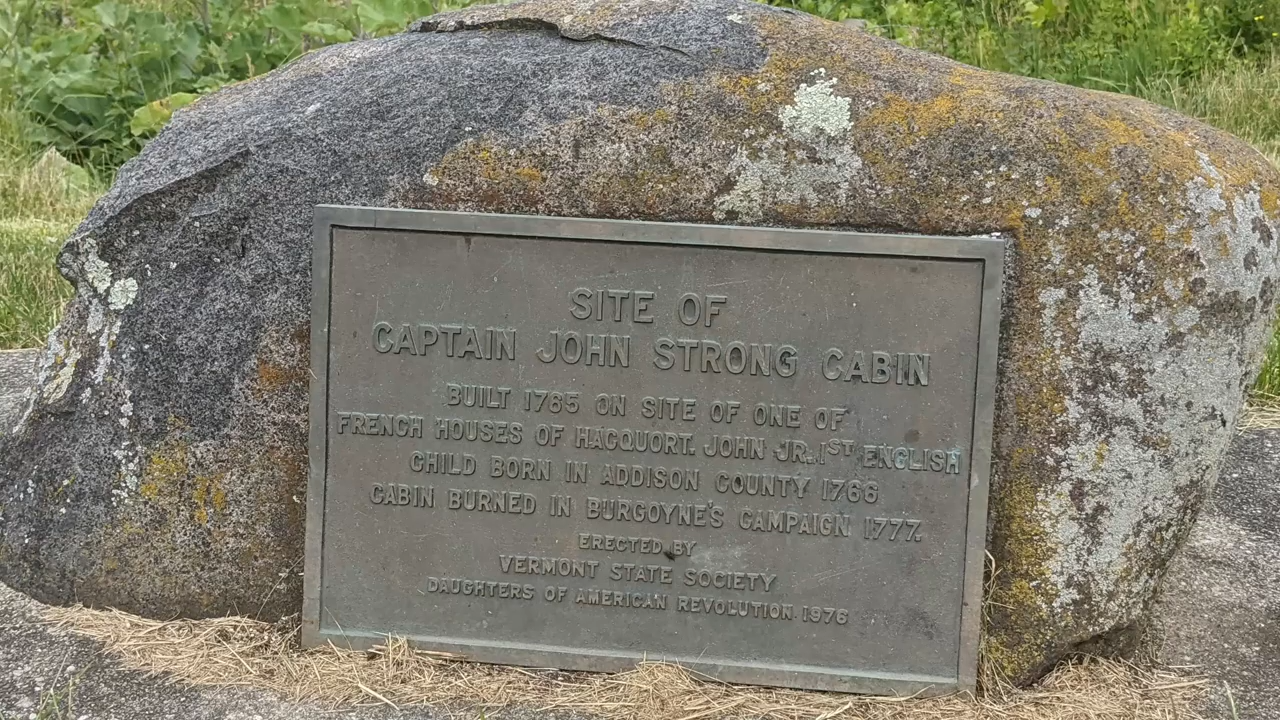 SITE OF
CAPTAIN JOHN STRONG CABIN
BUILT 1765 ON SITE OF ONE OF
FRENCH HOUSES OF HACQUORT. JOHN JR. 1ST ENGLISH
CHILD BORN IN ADDISON COUNTY 1766
CABIN BURNED IN BURGOYNE'S CAMPAIGN 1777.
ERECTED BY
VERMONT STATE SOCIETY
DAUGHTERS OF AMERICAN REVOLUTION 1976